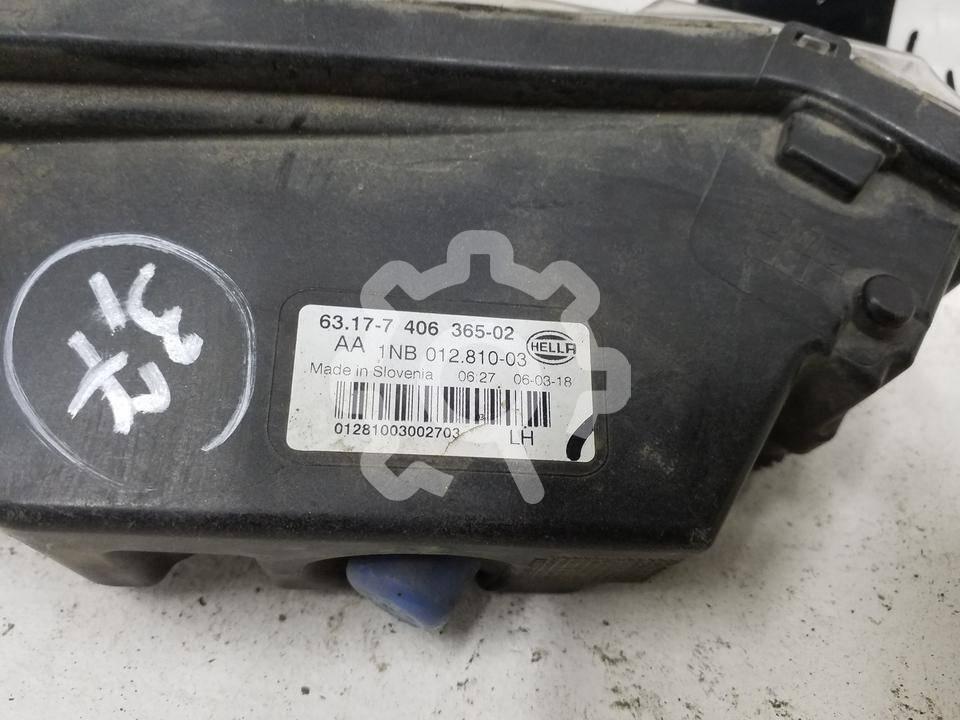 63.17-7 406 365-02
AA 1NB 012.810-03 HELLA
Made in Slovenia 06:27 06-03-18
01281003002703 LH